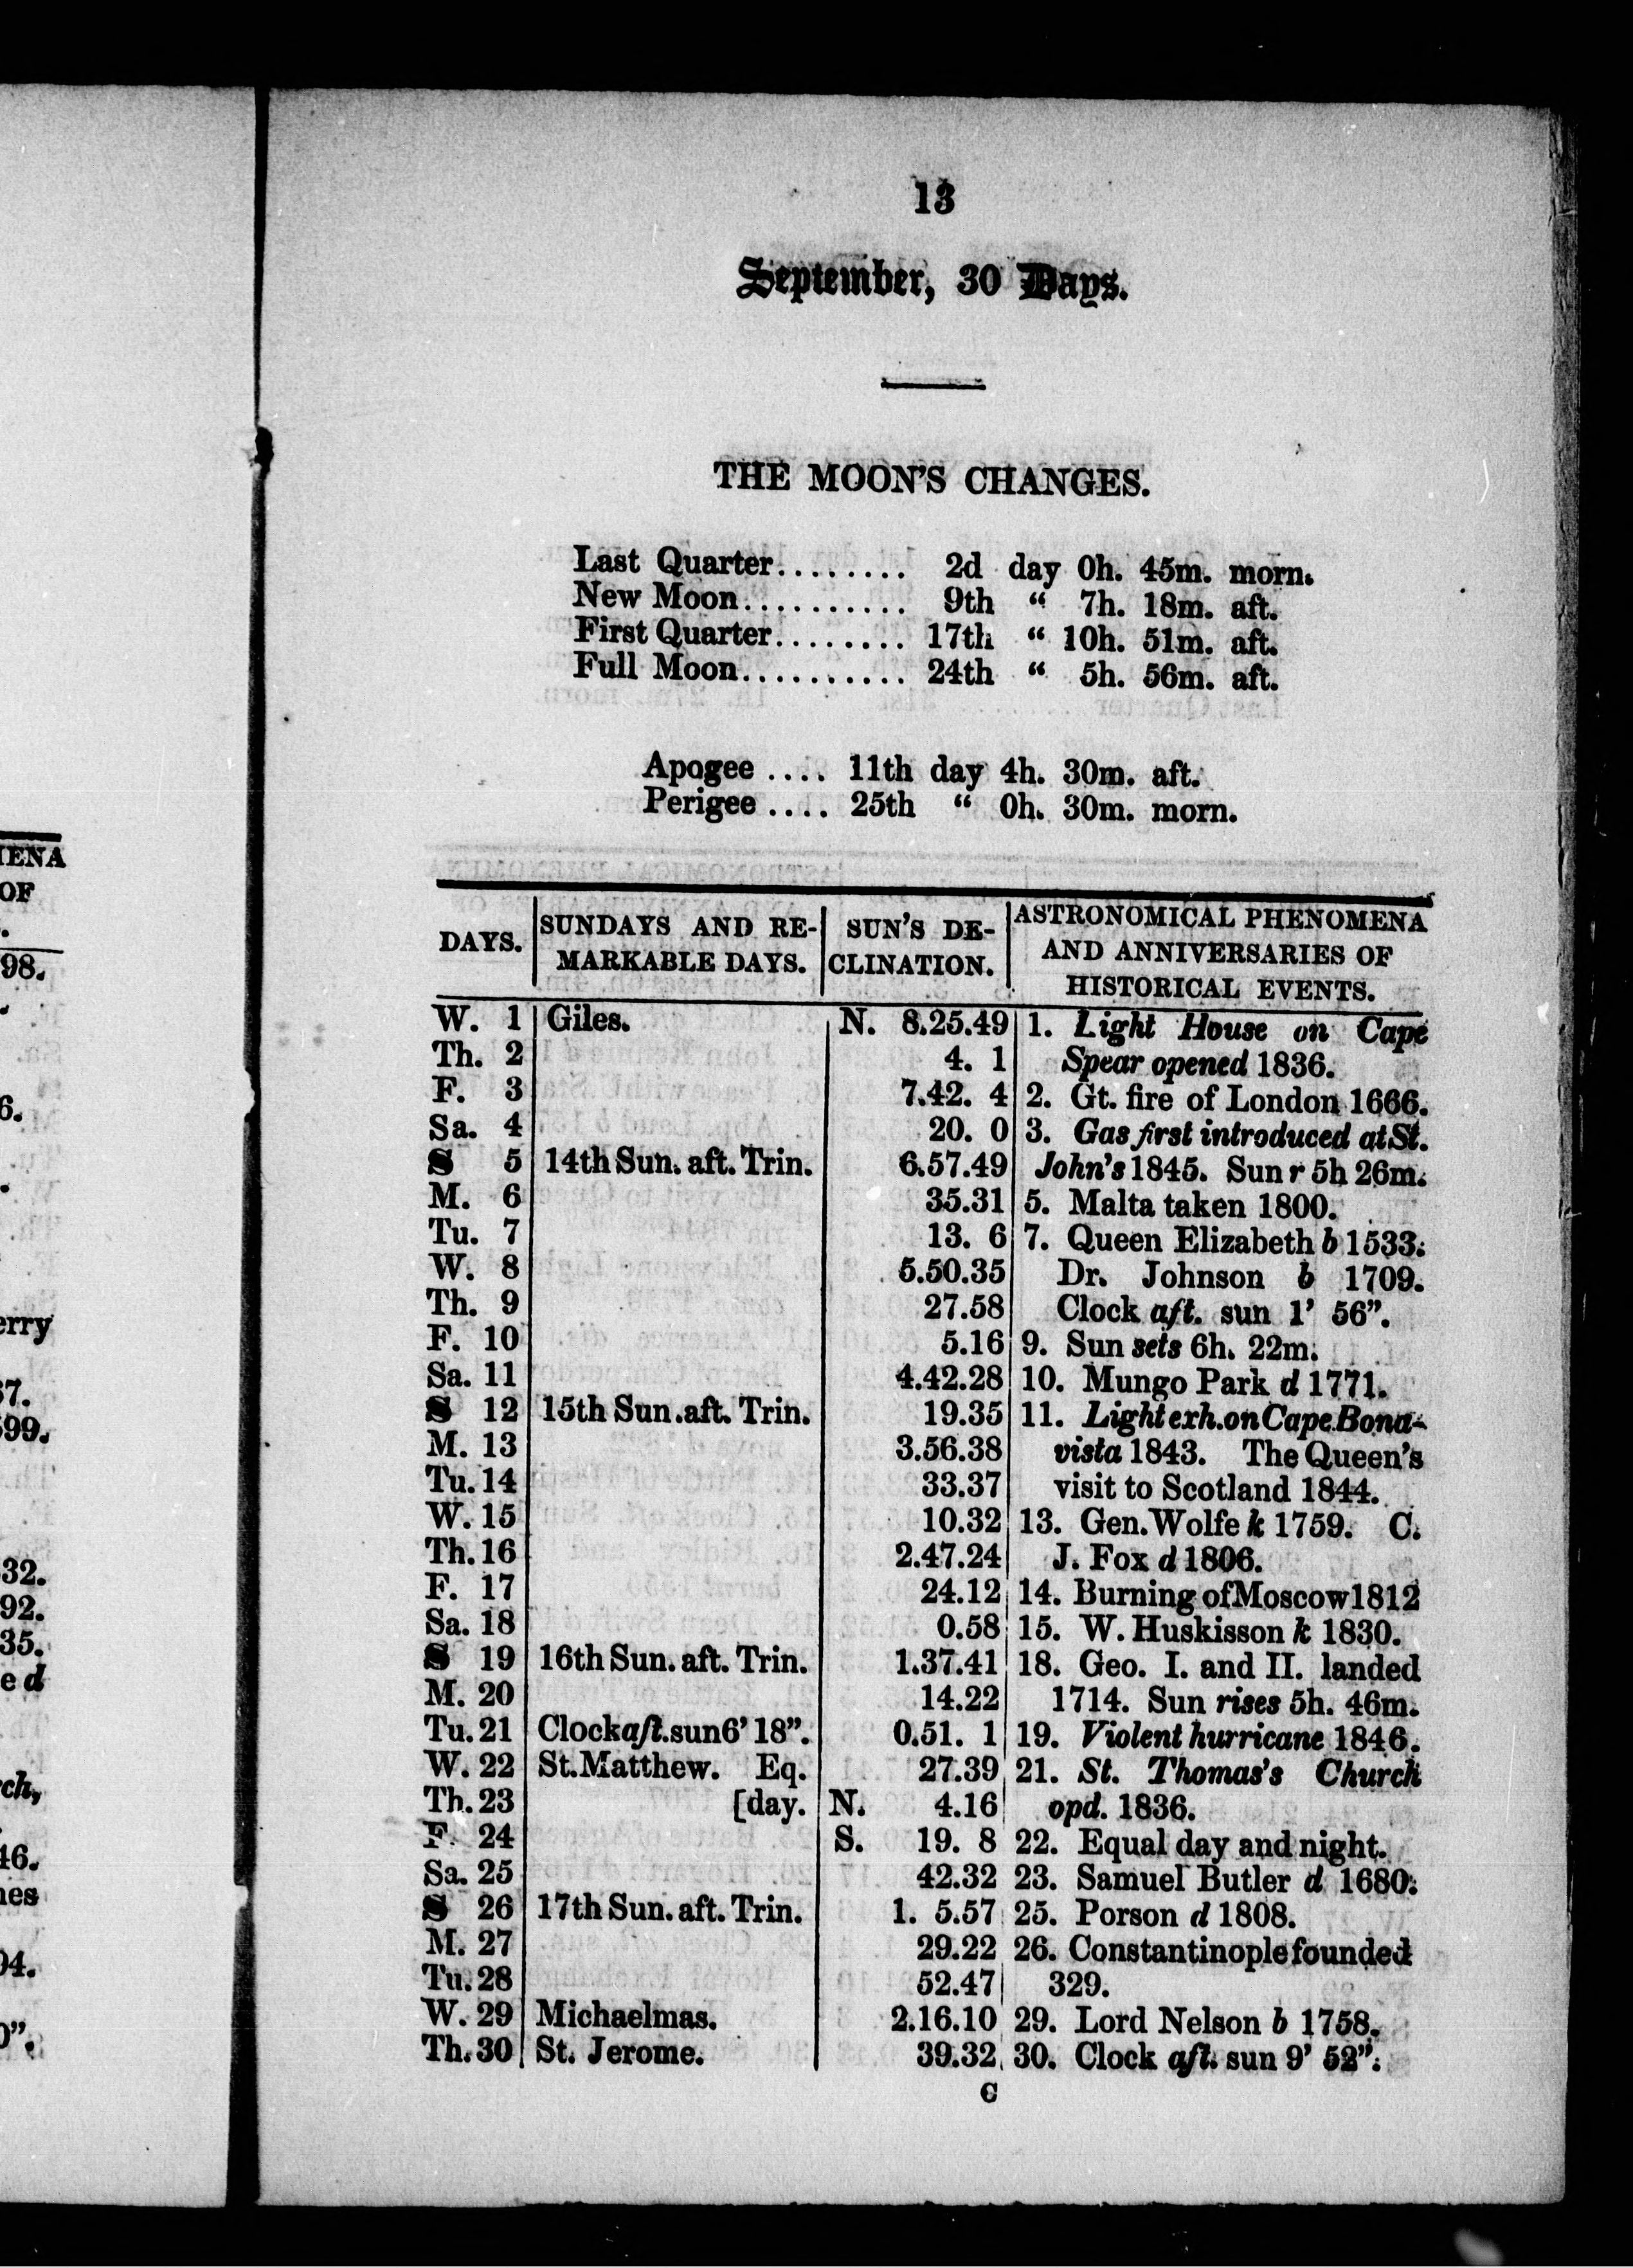 13
September, 30 Days.
THE MOON'S CHANGES.
Last Quarter........ 2d day 0h. 45m. morn.
New Moon........... 9th “ 7h. 18m. aft.
First Quarter........ 17th “ 10h. 51m. aft.
Full Moon........... 24th “ 5h. 56m. aft.
Apogee .... 11th day 4h. 30m. aft.
Perigee .... 25th “ 0h. 30m. morn.
DAYS. SUNDAYS AND RE- SUN'S DE- ASTRONOMICAL PHENOMENA
MARKABLE DAYS. CLINATION. AND ANNIVERSARIES OF
HISTORICAL EVENTS.
W. 1 Giles. N. 8.25.49 1. Light House on Cape
Th. 2 4. 1 Spear opened 1836.
F. 3 7.42. 4 2. Gt. fire of London 1666.
Sa. 4 20. 0 3. Gas first introduced at St.
S 5 14th Sun. aft. Trin. 6.57.49 John's 1845. Sun r 5h 26m.
M. 6 35.31 5. Malta taken 1800.
Tu. 7 13. 6 7. Queen Elizabeth b 1533.
W. 8 5.50.35 Dr. Johnson b 1709.
Th. 9 27.58 Clock aft. sun 1' 56”.
F. 10 5.16 9. Sun sets 6h. 22m.
Sa. 11 4.42.28 10. Mungo Park d 1771.
S 12 15th Sun. aft. Trin. 19.35 11. Light exh. on Cape Bona-
M. 13 3.56.38 vista 1843. The Queen's
Tu. 14 33.37 visit to Scotland 1844.
W. 15 10.32 13. Gen. Wolfe k 1759. C.
Th. 16 2.47.24 J. Fox d 1806.
F. 17 24.12 14. Burning of Moscow 1812
Sa. 18 0.58 15. W. Huskisson k 1830.
S 19 16th Sun. aft. Trin. 1.37.41 18. Geo. I. and II. landed
M. 20 14.22 1714. Sun rises 5h. 46m.
Tu. 21 Clock aft. sun 6' 18”. 0.51. 1 19. Violent hurricane 1846.
W. 22 St. Matthew. Eq. 27.39 21. St. Thomas's Church
Th. 23 [day. N. 4.16 opd. 1836.
F. 24 S. 19. 8 22. Equal day and night.
Sa. 25 42.32 23. Samuel Butler d 1680.
S 26 17th Sun. aft. Trin. 1. 5.57 25. Porson d 1808.
M. 27 29.22 26. Constantinople founded
Tu. 28 52.47 329.
W. 29 Michaelmas. 2.16.10 29. Lord Nelson b 1758.
Th. 30 St. Jerome. 39.32 30. Clock aft. sun 9' 52”.
C